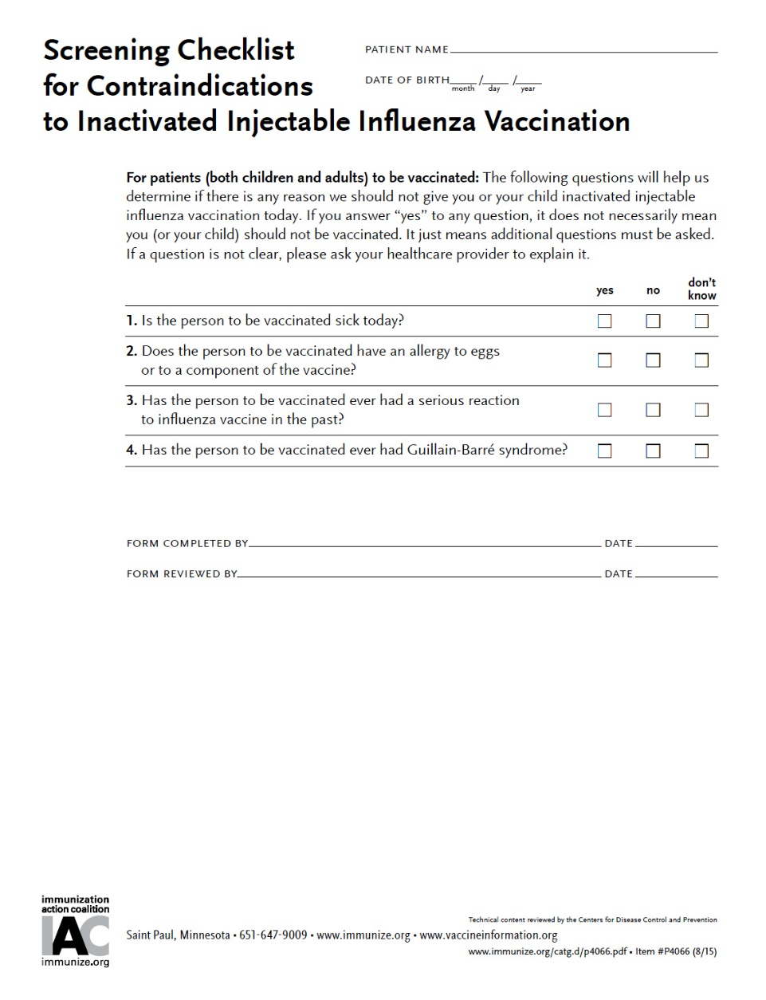 Screening Checklist
for Contraindications
to Inactivated Injectable Influenza Vaccination
PATIENT NAME
DATE OF BIRTH / /
month day year
For patients (both children and adults) to be vaccinated: The following questions will help us
determine if there is any reason we should not give you or your child inactivated injectable
influenza vaccination today. If you answer “yes” to any question, it does not necessarily mean
you (or your child) should not be vaccinated. It just means additional questions must be asked.
If a question is not clear, please ask your healthcare provider to explain it.
yes no don’t
know
1. Is the person to be vaccinated sick today?
2. Does the person to be vaccinated have an allergy to eggs
or to a component of the vaccine?
3. Has the person to be vaccinated ever had a serious reaction
to influenza vaccine in the past?
4. Has the person to be vaccinated ever had Guillain-Barré syndrome?
FORM COMPLETED BY DATE
FORM REVIEWED BY DATE
immunization
action coalition
IAC
immunize.org
Technical content reviewed by the Centers for Disease Control and Prevention
Saint Paul, Minnesota • 651-647-9009 • www.immunize.org • www.vaccineinformation.org
www.immunize.org/catg.d/p4066.pdf • Item #P4066 (8/15)